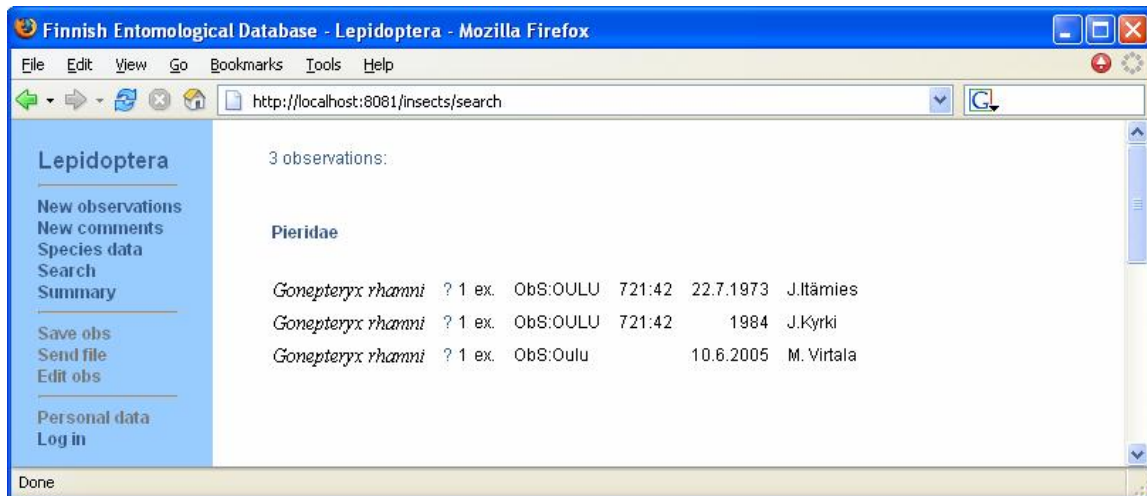 Finnish Entomological Database - Lepidoptera - Mozilla Firefox
File Edit View Go Bookmarks Tools Help
http://localhost:8081/insects/search G
Lepidoptera
New observations
New comments
Species data
Search
Summary
Save obs
Send file
Edit obs
Personal data
Log in
3 observations:
Pieridae
Gonepteryx rhamni ? 1 ex. ObS:OULU 721:42 22.7.1973 J.Itämies
Gonepteryx rhamni ? 1 ex. ObS:OULU 721:42 1984 J.Kyrki
Gonepteryx rhamni ? 1 ex. ObS:Oulu 10.6.2005 M. Virtala
Done